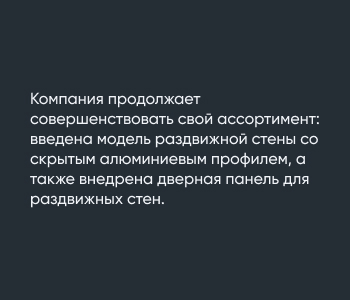 Компания продолжает
совершенствовать свой ассортимент:
введена модель раздвижной стены со
скрытым алюминиевым профилем, а
также внедрена дверная панель для
раздвижных стен.